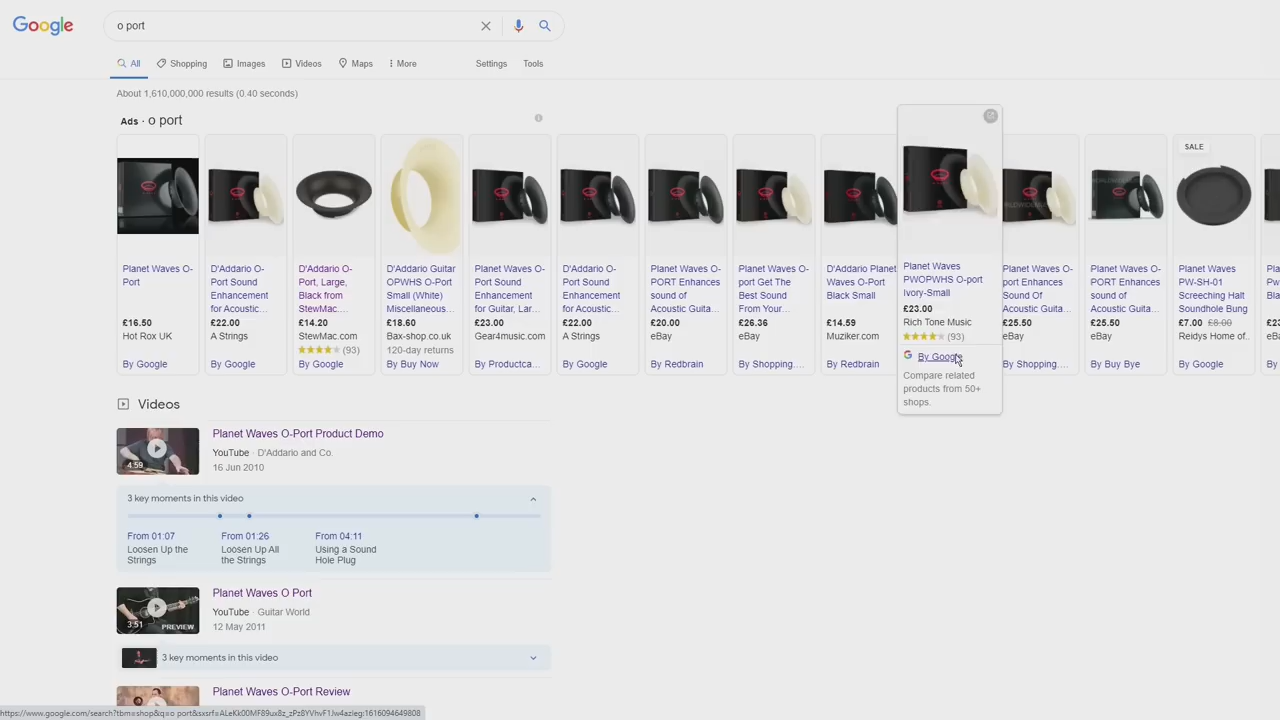 Google
o port
All
Shopping
Images
Videos
Maps
More
Settings
Tools
About 1,610,000,000 results (0.40 seconds)
Ads · o port
Planet Waves O-
Port
£16.50
Hot Rox UK
By Google
D'Addario O-
Port Sound
Enhancement
for Acoustic...
£22.00
A Strings
By Google
D'Addario O-
Port, Large,
Black from
StewMac....
£14.20
StewMac.com
(93)
By Google
D'Addario Guitar
OPWHS O-Port
Small (White)
Miscellaneous...
£18.60
Bax-shop.co.uk
120-day returns
By Buy Now
Planet Waves O-
Port Sound
Enhancement
for Guitar, Lar...
£23.00
Gear4music.com
By Productca...
D'Addario O-
Port Sound
Enhancement
for Acoustic...
£22.00
A Strings
By Google
Planet Waves O-
PORT Enhances
sound of
Acoustic Guita...
£20.00
eBay
By Redbrain
Planet Waves O-
port Get The
Best Sound
From Your...
£26.36
eBay
By Shopping....
D'Addario Planet
Waves O-Port
Black Small
£14.59
Muziker.com
By Redbrain
Planet Waves
PWOPWHS O-port
Ivory-Small
£23.00
Rich Tone Music
(93)
By Google
Compare related
products from 50+
shops.
Planet Waves O-
port Enhances
Sound Of
Acoustic Guita...
£25.50
eBay
By Shopping....
Planet Waves O-
PORT Enhances
sound of
Acoustic Guita...
£25.50
eBay
By Buy Bye
SALE
Planet Waves
PW-SH-01
Screeching Halt
Soundhole Bung
£7.00 £8.00
Reidys Home of..
By Google
Videos
Planet Waves O-Port Product Demo
YouTube · D'Addario and Co.
16 Jun 2010
4:59
3 key moments in this video
From 01:07
Loosen Up the
Strings
From 01:26
Loosen Up All
the Strings
From 04:11
Using a Sound
Hole Plug
Planet Waves O Port
YouTube · Guitar World
12 May 2011
3:51
PREVIEW
3 key moments in this video
Planet Waves O-Port Review